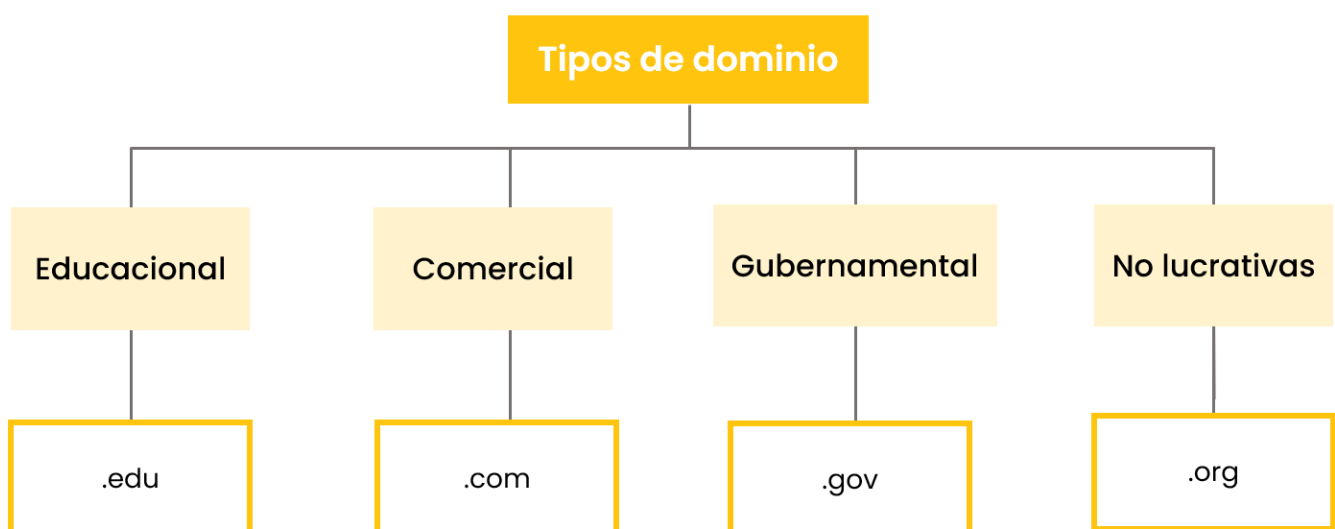 Tipos de dominio
Educacional
Comercial
Gubernamental
No lucrativas
.edu
.com
.gov
.org